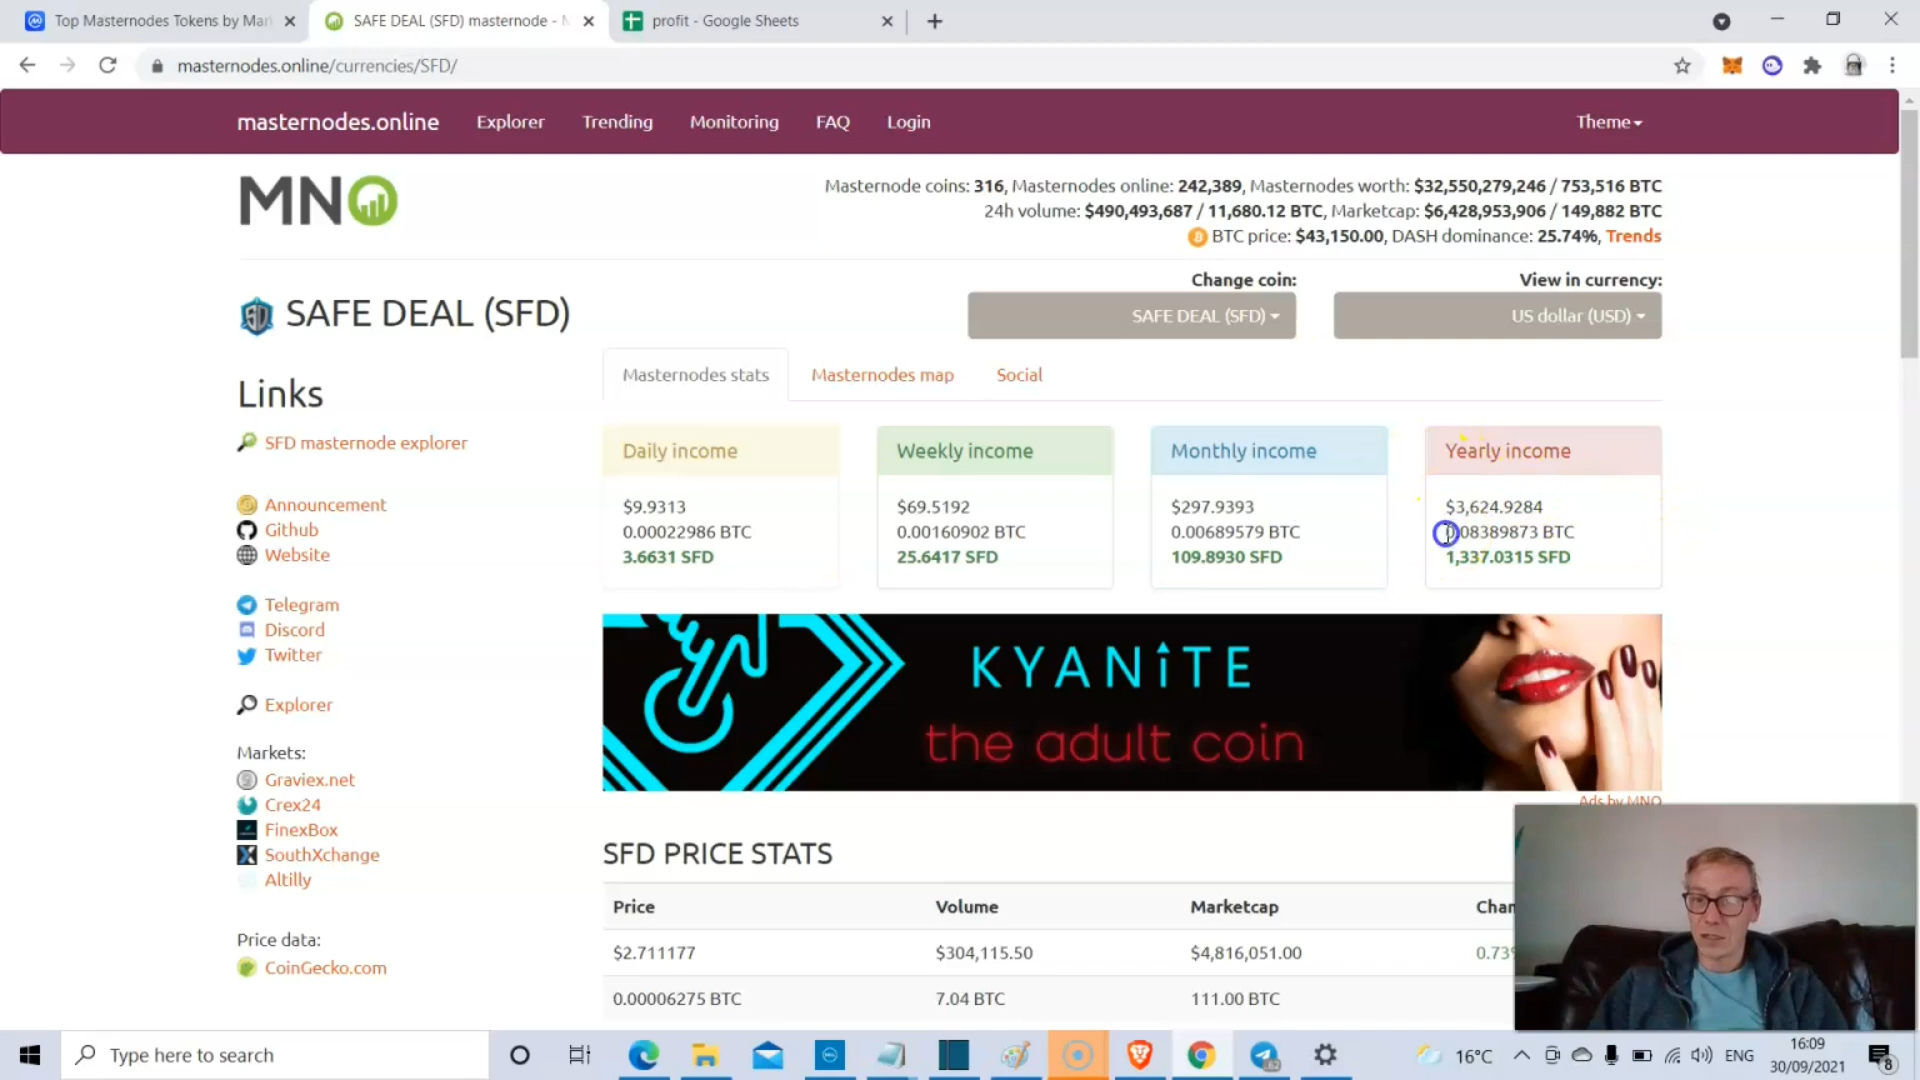 Top Masternodes Tokens by Mar
SAFE DEAL (SFD) masternode -
profit - Google Sheets
masternodes.online/currencies/SFD/
masternodes.online Explorer Trending Monitoring FAQ Login Theme
MNO
Masternode coins: 316, Masternodes online: 242,389, Masternodes worth: $32,550,279,246 / 753,516 BTC
24h volume: $490,493,687 / 11,680.12 BTC, Marketcap: $6,428,953,906 / 149,882 BTC
BTC price: $43,150.00, DASH dominance: 25.74%, Trends
Change coin:
View in currency:
SAFE DEAL (SFD)
SAFE DEAL (SFD)
US dollar (USD)
Links
SFD masternode explorer
Announcement
Github
Website
Telegram
Discord
Twitter
Explorer
Markets:
Graviex.net
Crex24
FinexBox
SouthXchange
Altilly
Price data:
CoinGecko.com
Masternodes stats Masternodes map Social
Daily income
$9.9313
0.00022986 BTC
3.6631 SFD
Weekly income
$69.5192
0.00160902 BTC
25.6417 SFD
Monthly income
$297.9393
0.00689579 BTC
109.8930 SFD
Yearly income
$3,624.9284
0.08389873 BTC
1,337.0315 SFD
KYANiTE
the adult coin
Ads by MNO
SFD PRICE STATS
Price Volume Marketcap Chan
$2.711177 $304,115.50 $4,816,051.00 0.73
0.00006275 BTC 7.04 BTC 111.00 BTC
Type here to search
16°C
ENG
16:09
30/09/2021
8